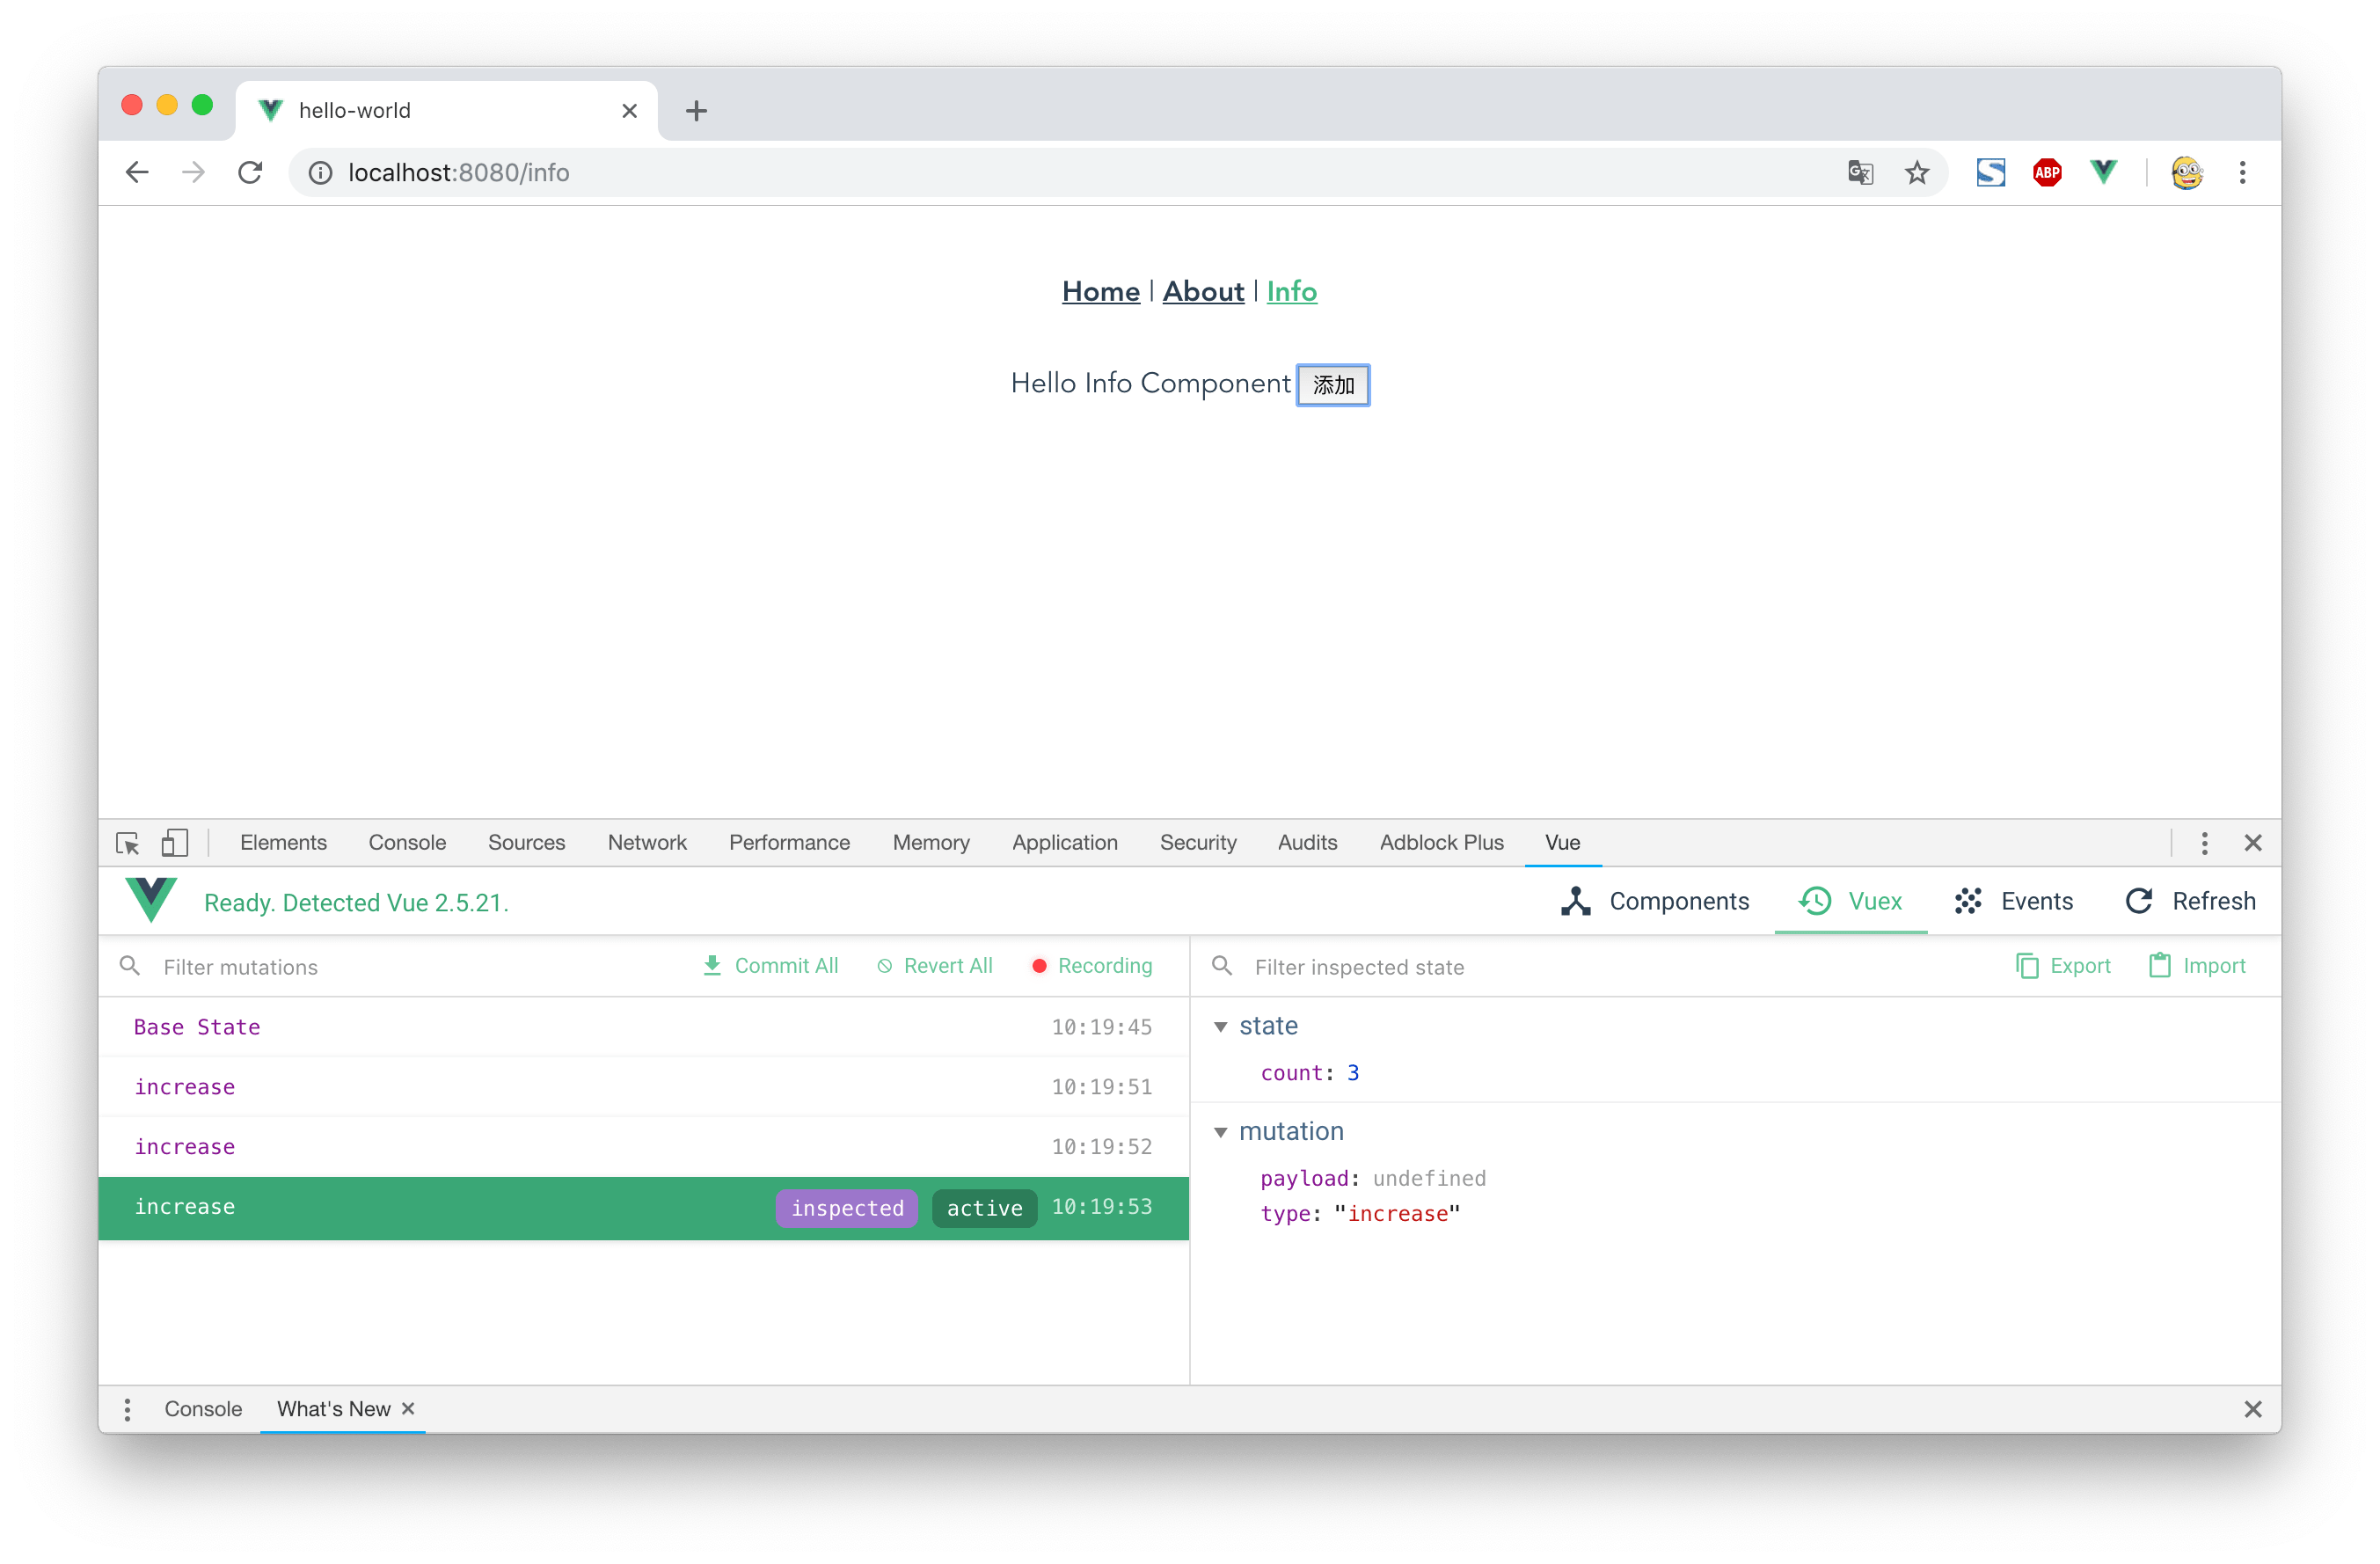 hello-world
localhost:8080/info
ABP
Home | About | Info
Hello Info Component 添加
Elements Console Sources Network Performance Memory Application Security Audits Adblock Plus Vue
Ready. Detected Vue 2.5.21.
Components Vuex Events Refresh
Filter mutations Commit All Revert All Recording
Filter inspected state Export Import
Base State 10:19:45
increase 10:19:51
increase 10:19:52
increase inspected active 10:19:53
state
count: 3
mutation
payload: undefined
type: "increase"
Console What's New